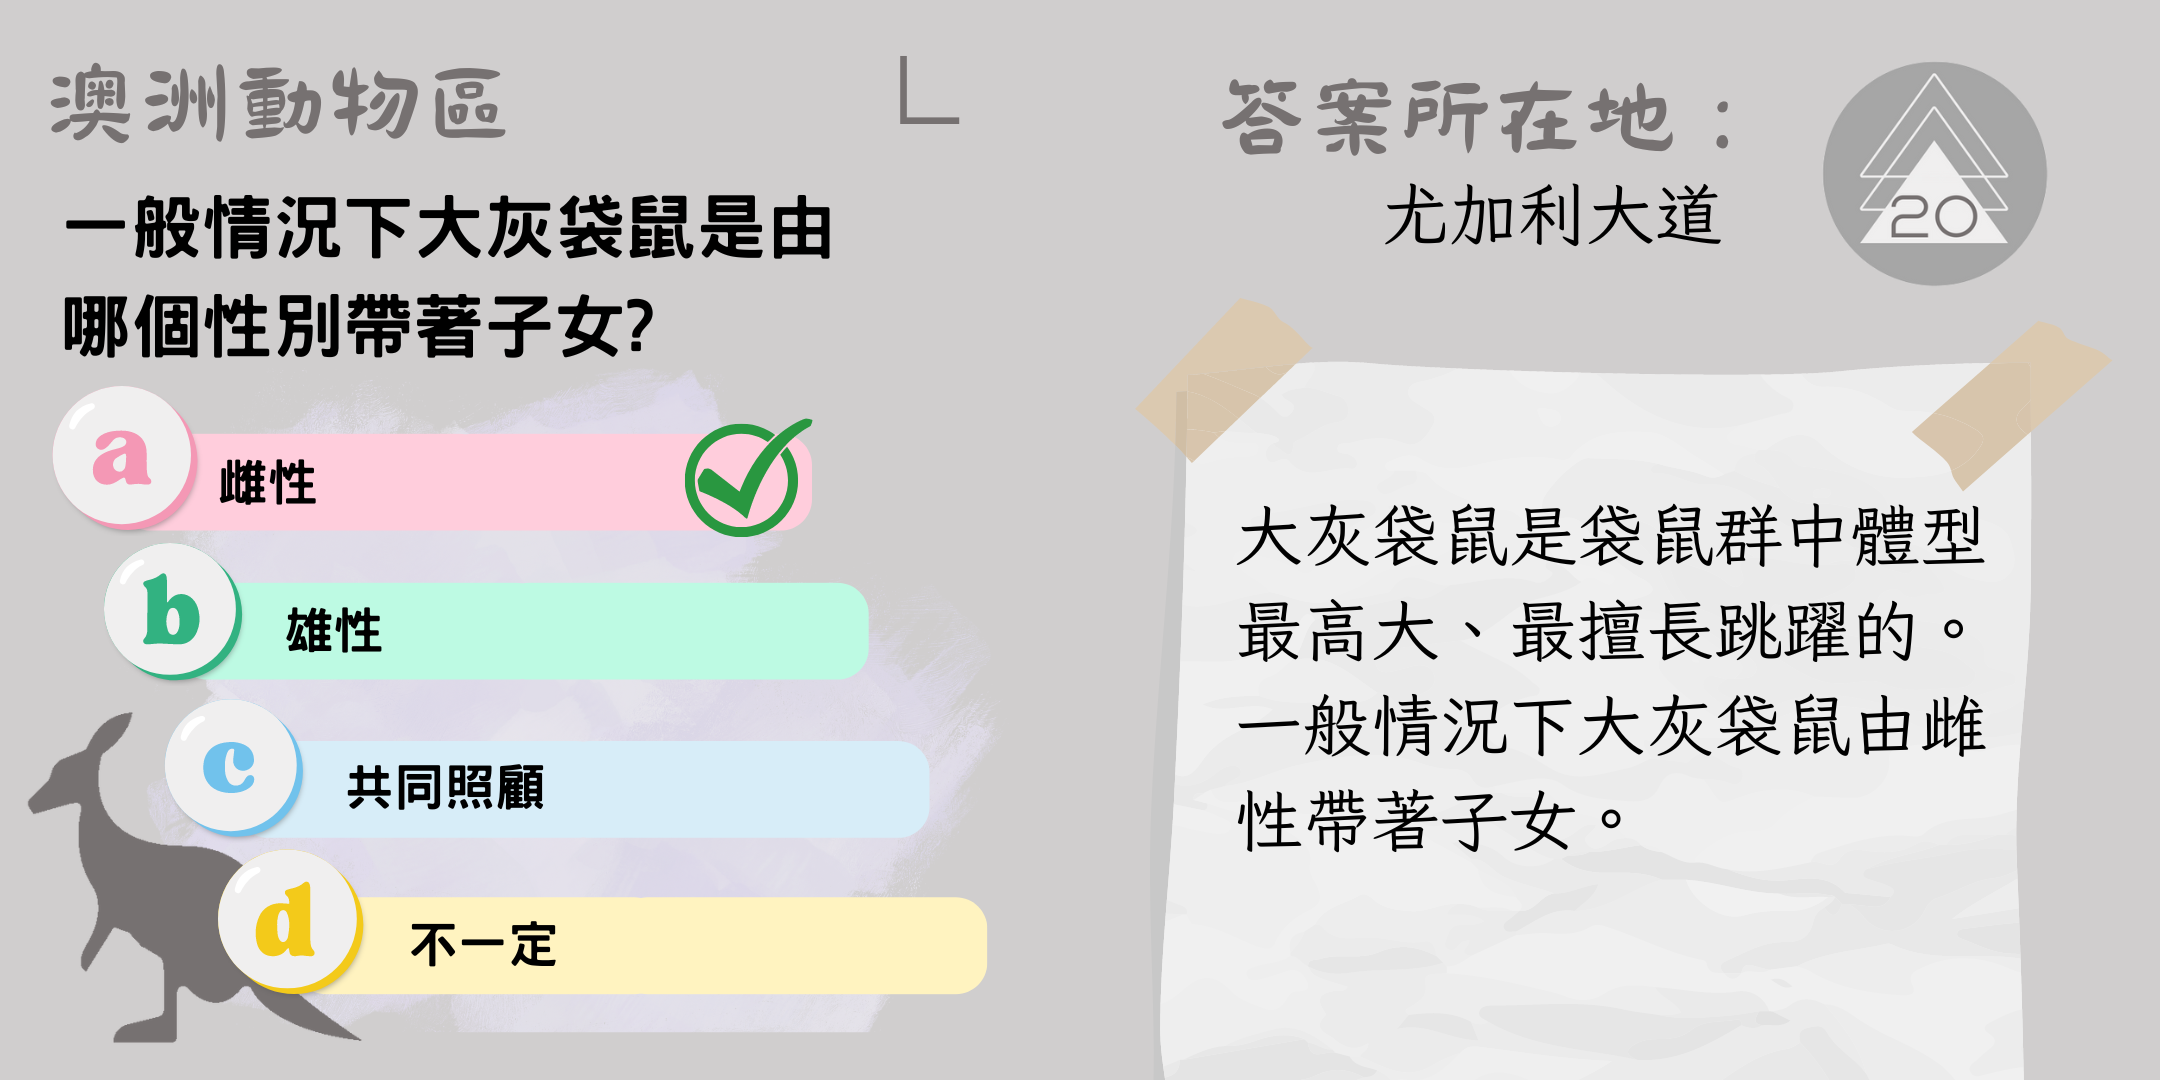 澳洲動物區
一般情況下大灰袋鼠是由
哪個性別帶著子女?
a 雌性
b 雄性
c 共同照顧
d 不一定
答案所在地：
尤加利大道
20
大灰袋鼠是袋鼠群中體型
最高大、最擅長跳躍的。
一般情況下大灰袋鼠由雌
性帶著子女。